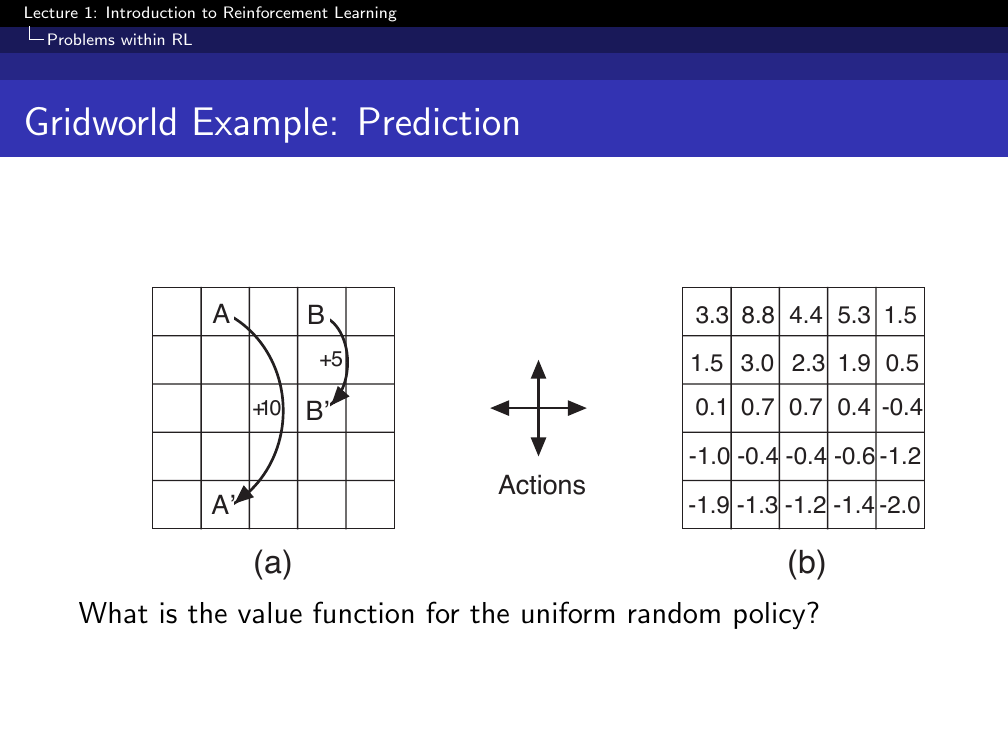 Lecture 1: Introduction to Reinforcement Learning
Problems within RL
Gridworld Example: Prediction
A B
+5
+10 B’
A’
(a)
Actions
3.3 8.8 4.4 5.3 1.5
1.5 3.0 2.3 1.9 0.5
0.1 0.7 0.7 0.4 -0.4
-1.0 -0.4 -0.4 -0.6 -1.2
-1.9 -1.3 -1.2 -1.4 -2.0
(b)
What is the value function for the uniform random policy?